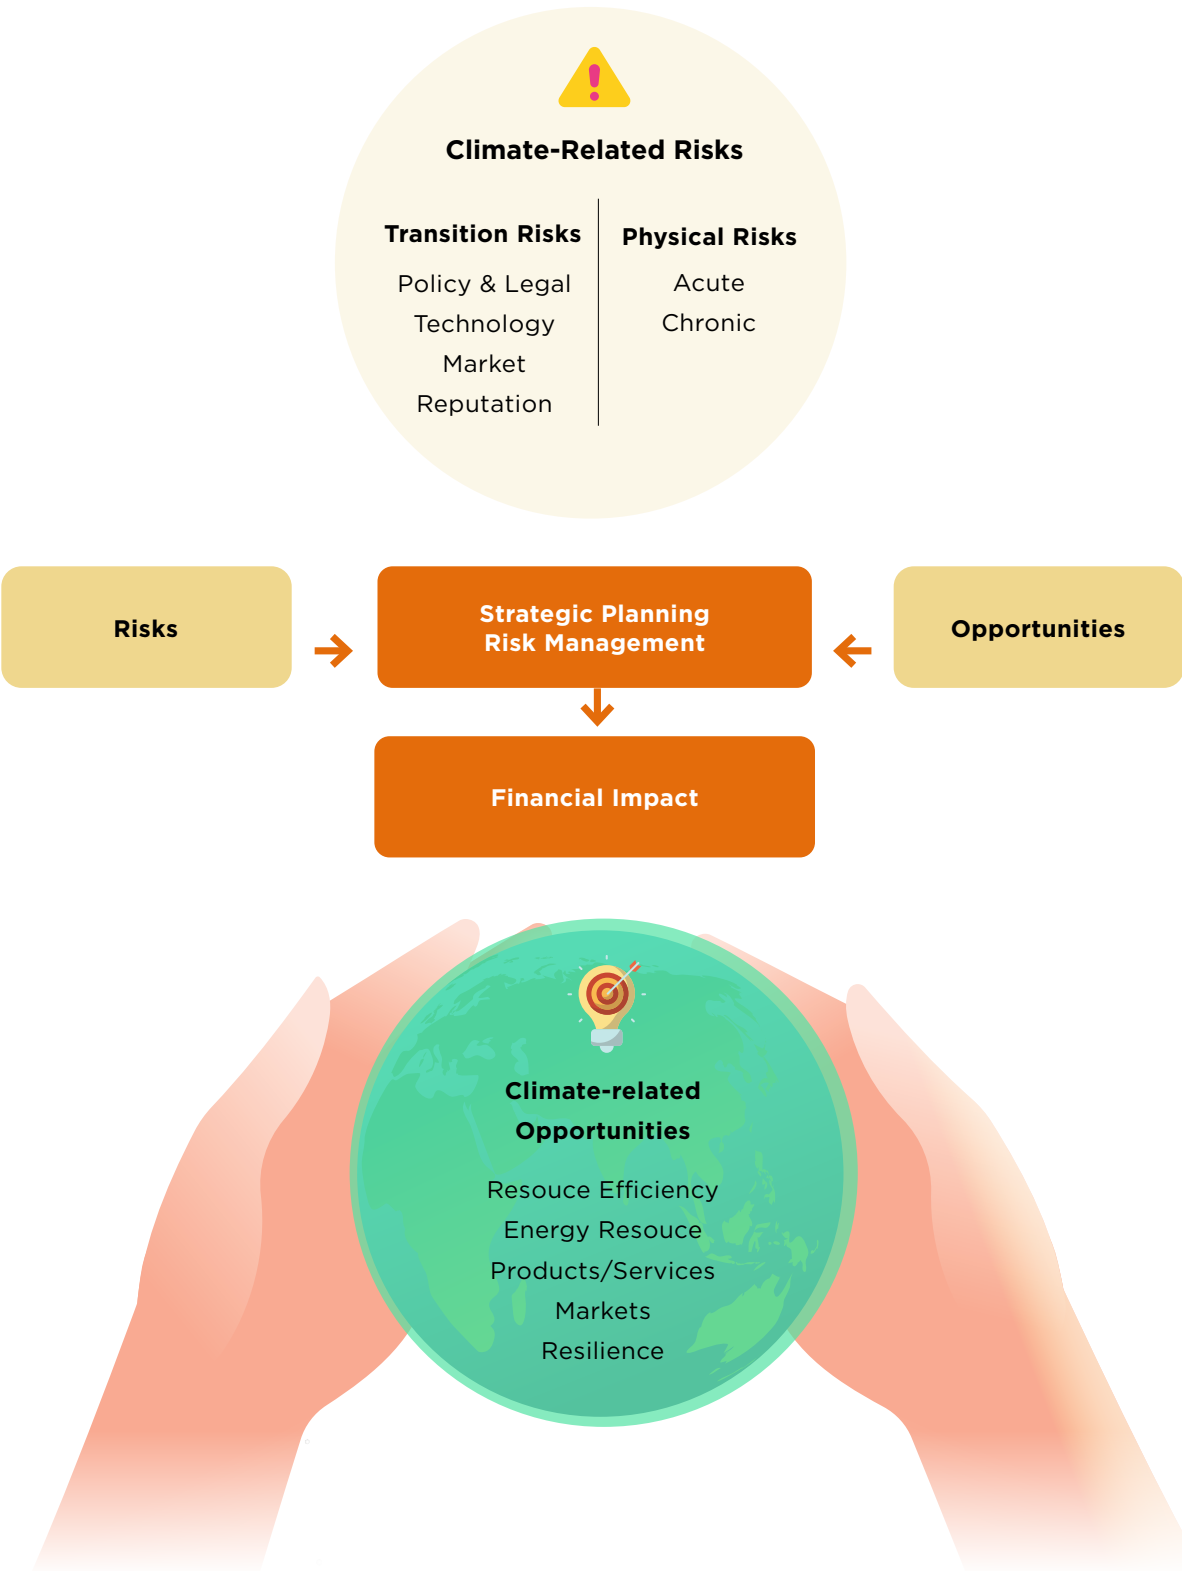 Climate-Related Risks
Transition Risks
Policy & Legal
Technology
Market
Reputation
Physical Risks
Acute
Chronic
Risks
Strategic Planning
Risk Management
Opportunities
Financial Impact
Climate-related
Opportunities
Resouce Efficiency
Energy Resouce
Products/Services
Markets
Resilience